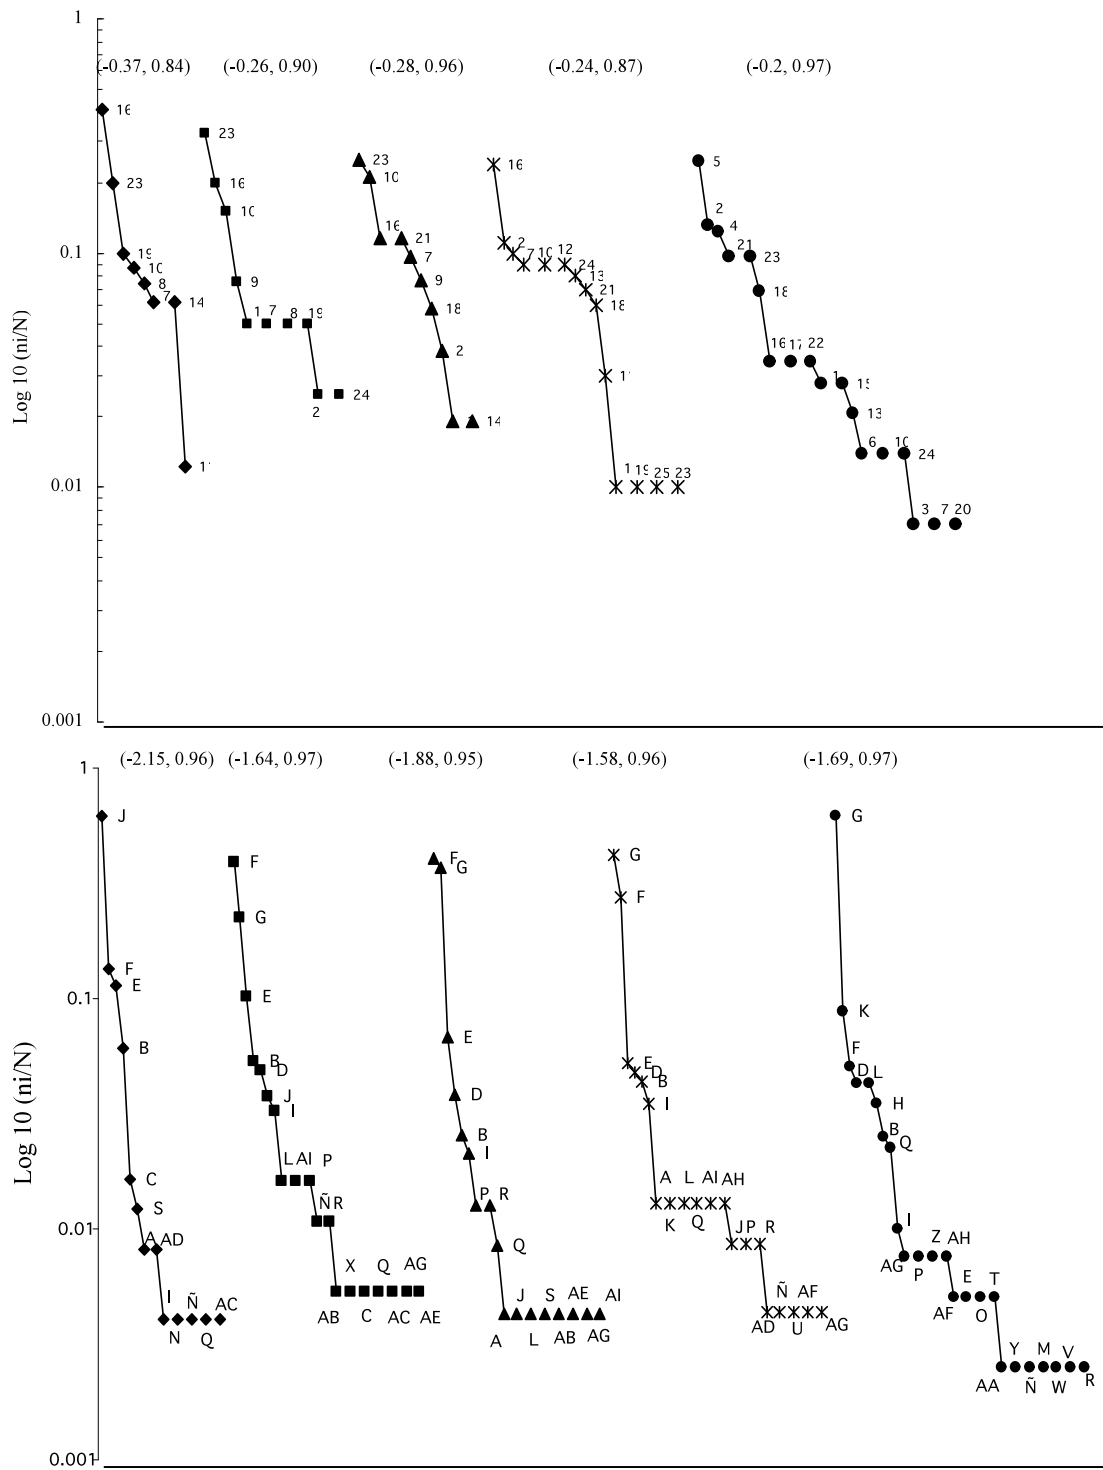 1
(-0.37, 0.84) (-0.26, 0.90) (-0.28, 0.96) (-0.24, 0.87) (-0.2, 0.97)
16 23 23 10 16 5
23 16 10 16 21 2 7 10 12 2 4
0.1
19 10 8 7 14 9 7 9 24 13 21 18 21 23
1 7 8 19 18 18
2 24 2 14 16 17 22
Log 10 (ni/N)
15 13
6 10 24
0.01
19 25 23
3 7 20
0.001
(-2.15, 0.96) (-1.64, 0.97) (-1.88, 0.95) (-1.58, 0.96) (-1.69, 0.97)
1
J G
F F G G
G F
F E E K
0.1
B E F
B D E D B D L
J I D I H
B I B Q
C L AI P A L AI AH
S Ñ R P R K Q I
0.01
A AD Q J P R Z AH
AG P
I Ñ AC X Q AG J S AE AI Ñ AF E T
N Q AB C AC AE A L AB AG AD U AG AF O
Y M V
AA Ñ W R
Log 10 (ni/N)
0.001